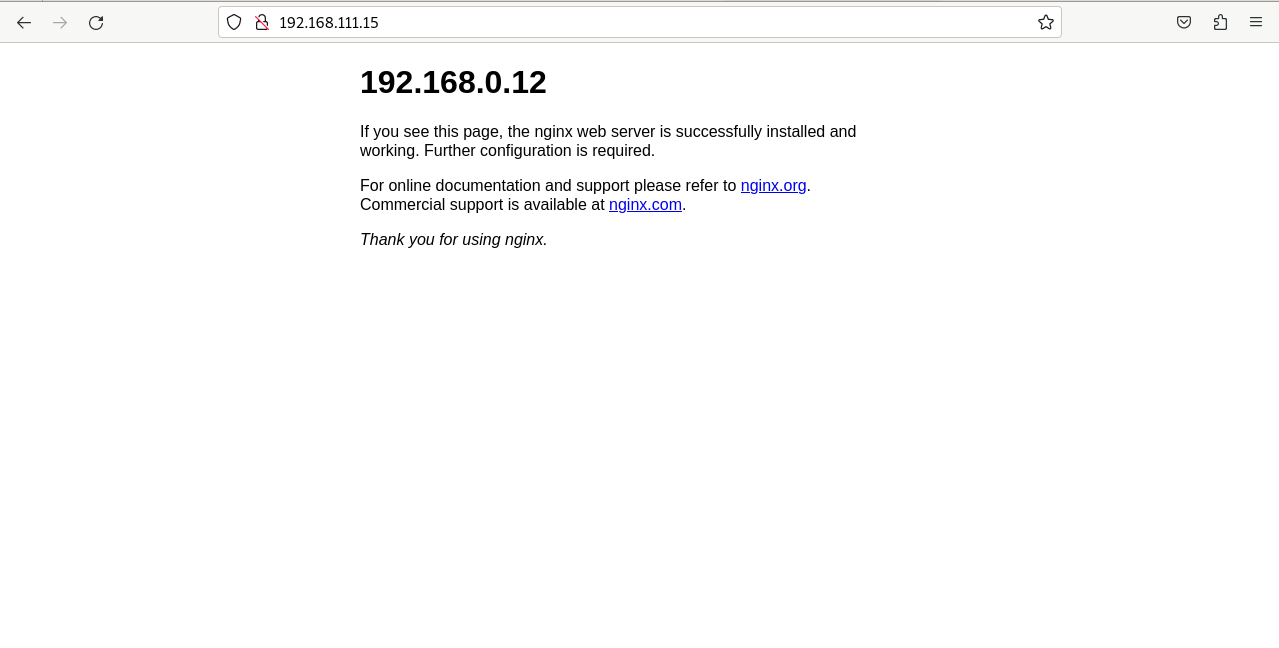 192.168.111.15
192.168.0.12
If you see this page, the nginx web server is successfully installed and
working. Further configuration is required.
For online documentation and support please refer to nginx.org.
Commercial support is available at nginx.com.
Thank you for using nginx.